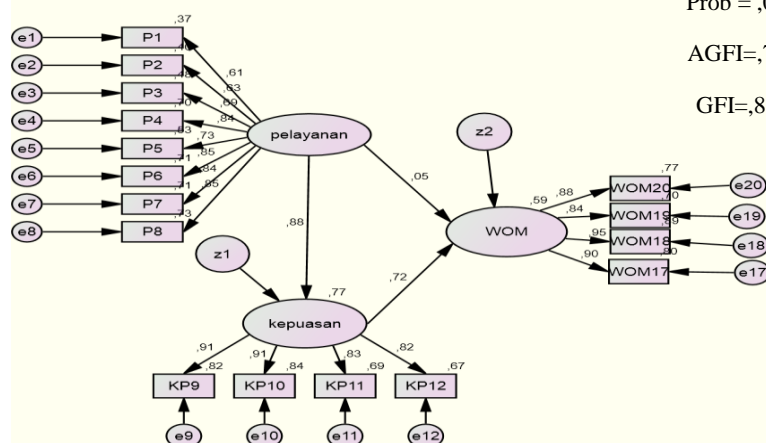 Prob = ,
AGFI=,7
GFI=,8
e1
P1
,37
e2
P2
e3
P3
e4
P4
,70
e5
P5
e6
P6
,71
e7
P7
,71
e8
P8
,73
,61
,63
,69
,84
,73
,85
,84
,85
pelayanan
z2
,05
,88
,59
WOM
,88
,84
,95
,90
WOM20
,77
e20
WOM19
,70
e19
WOM18
e18
WOM17
e17
z1
,77
kepuasan
,72
,91
,91
,83
,82
,82
,84
,69
,67
KP9
KP10
KP11
KP12
e9
e10
e11
e12